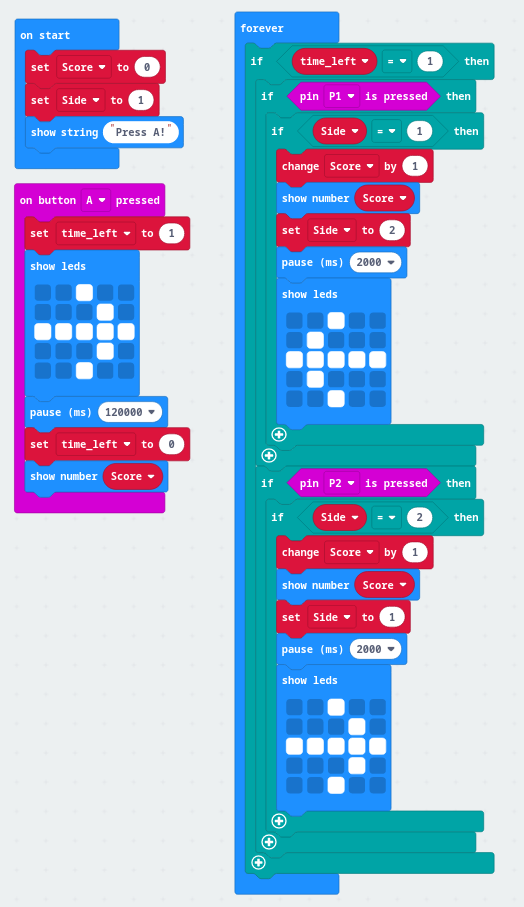 on start
set Score to 0
set Side to 1
show string "Press A!"
on button A pressed
set time_left to 1
show leds
pause (ms) 120000
set time_left to 0
show number Score
forever
if time_left = 1 then
if pin P1 is pressed then
if Side = 1 then
change Score by 1
show number Score
set Side to 2
pause (ms) 2000
show leds
if pin P2 is pressed then
if Side = 2 then
change Score by 1
show number Score
set Side to 1
pause (ms) 2000
show leds